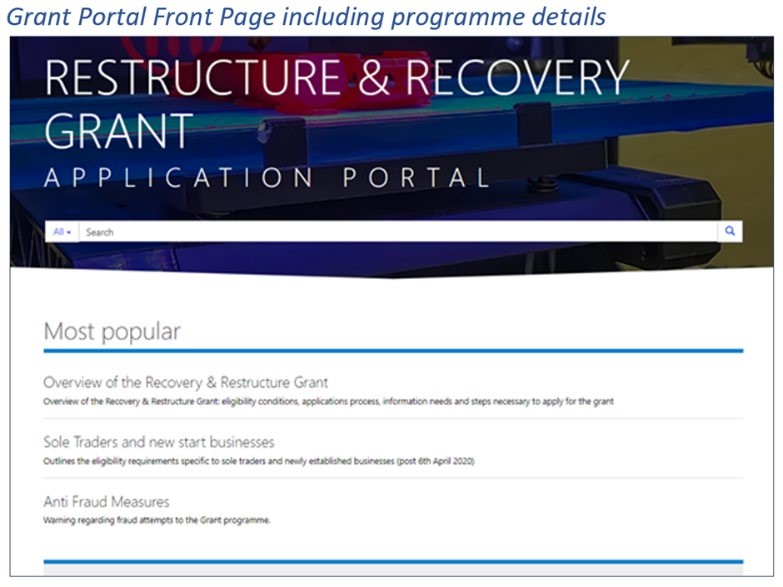 Grant Portal Front Page including programme details
RESTRUCTURE & RECOVERY
GRANT
APPLICATION PORTAL
All Search
Most popular
Overview of the Recovery & Restructure Grant
Overview of the Recovery & Restructure Grant: eligibility conditions, applications process, information needs and steps necessary to apply for the grant
Sole Traders and new start businesses
Outlines the eligibility requirements specific to sole traders and newly established businesses (post 6th April 2020)
Anti Fraud Measures
Warning regarding fraud attempts to the Grant programme.